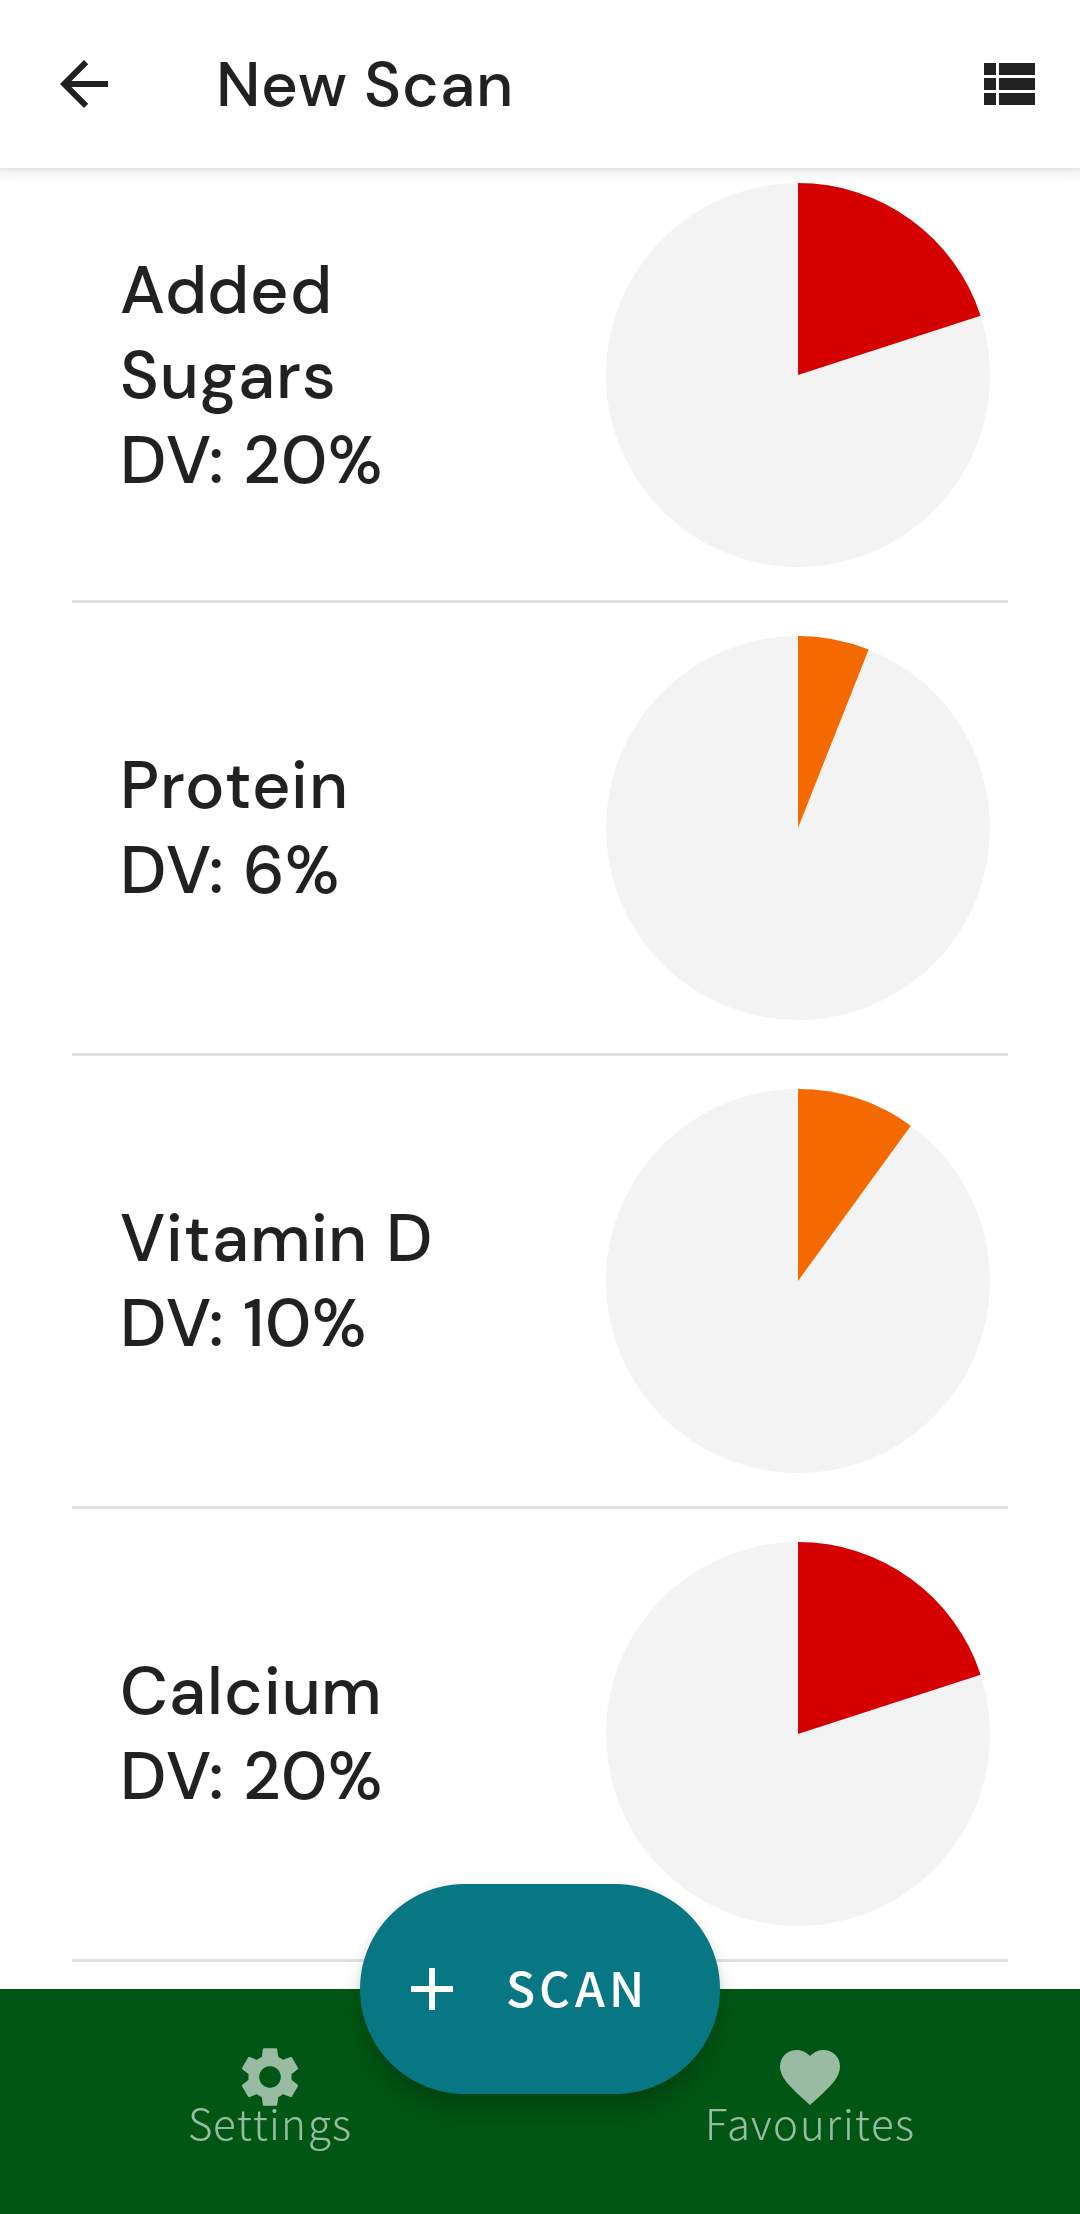 New Scan
Added
Sugars
DV: 20%
Protein
DV: 6%
Vitamin D
DV: 10%
Calcium
DV: 20%
SCAN
Settings
Favourites